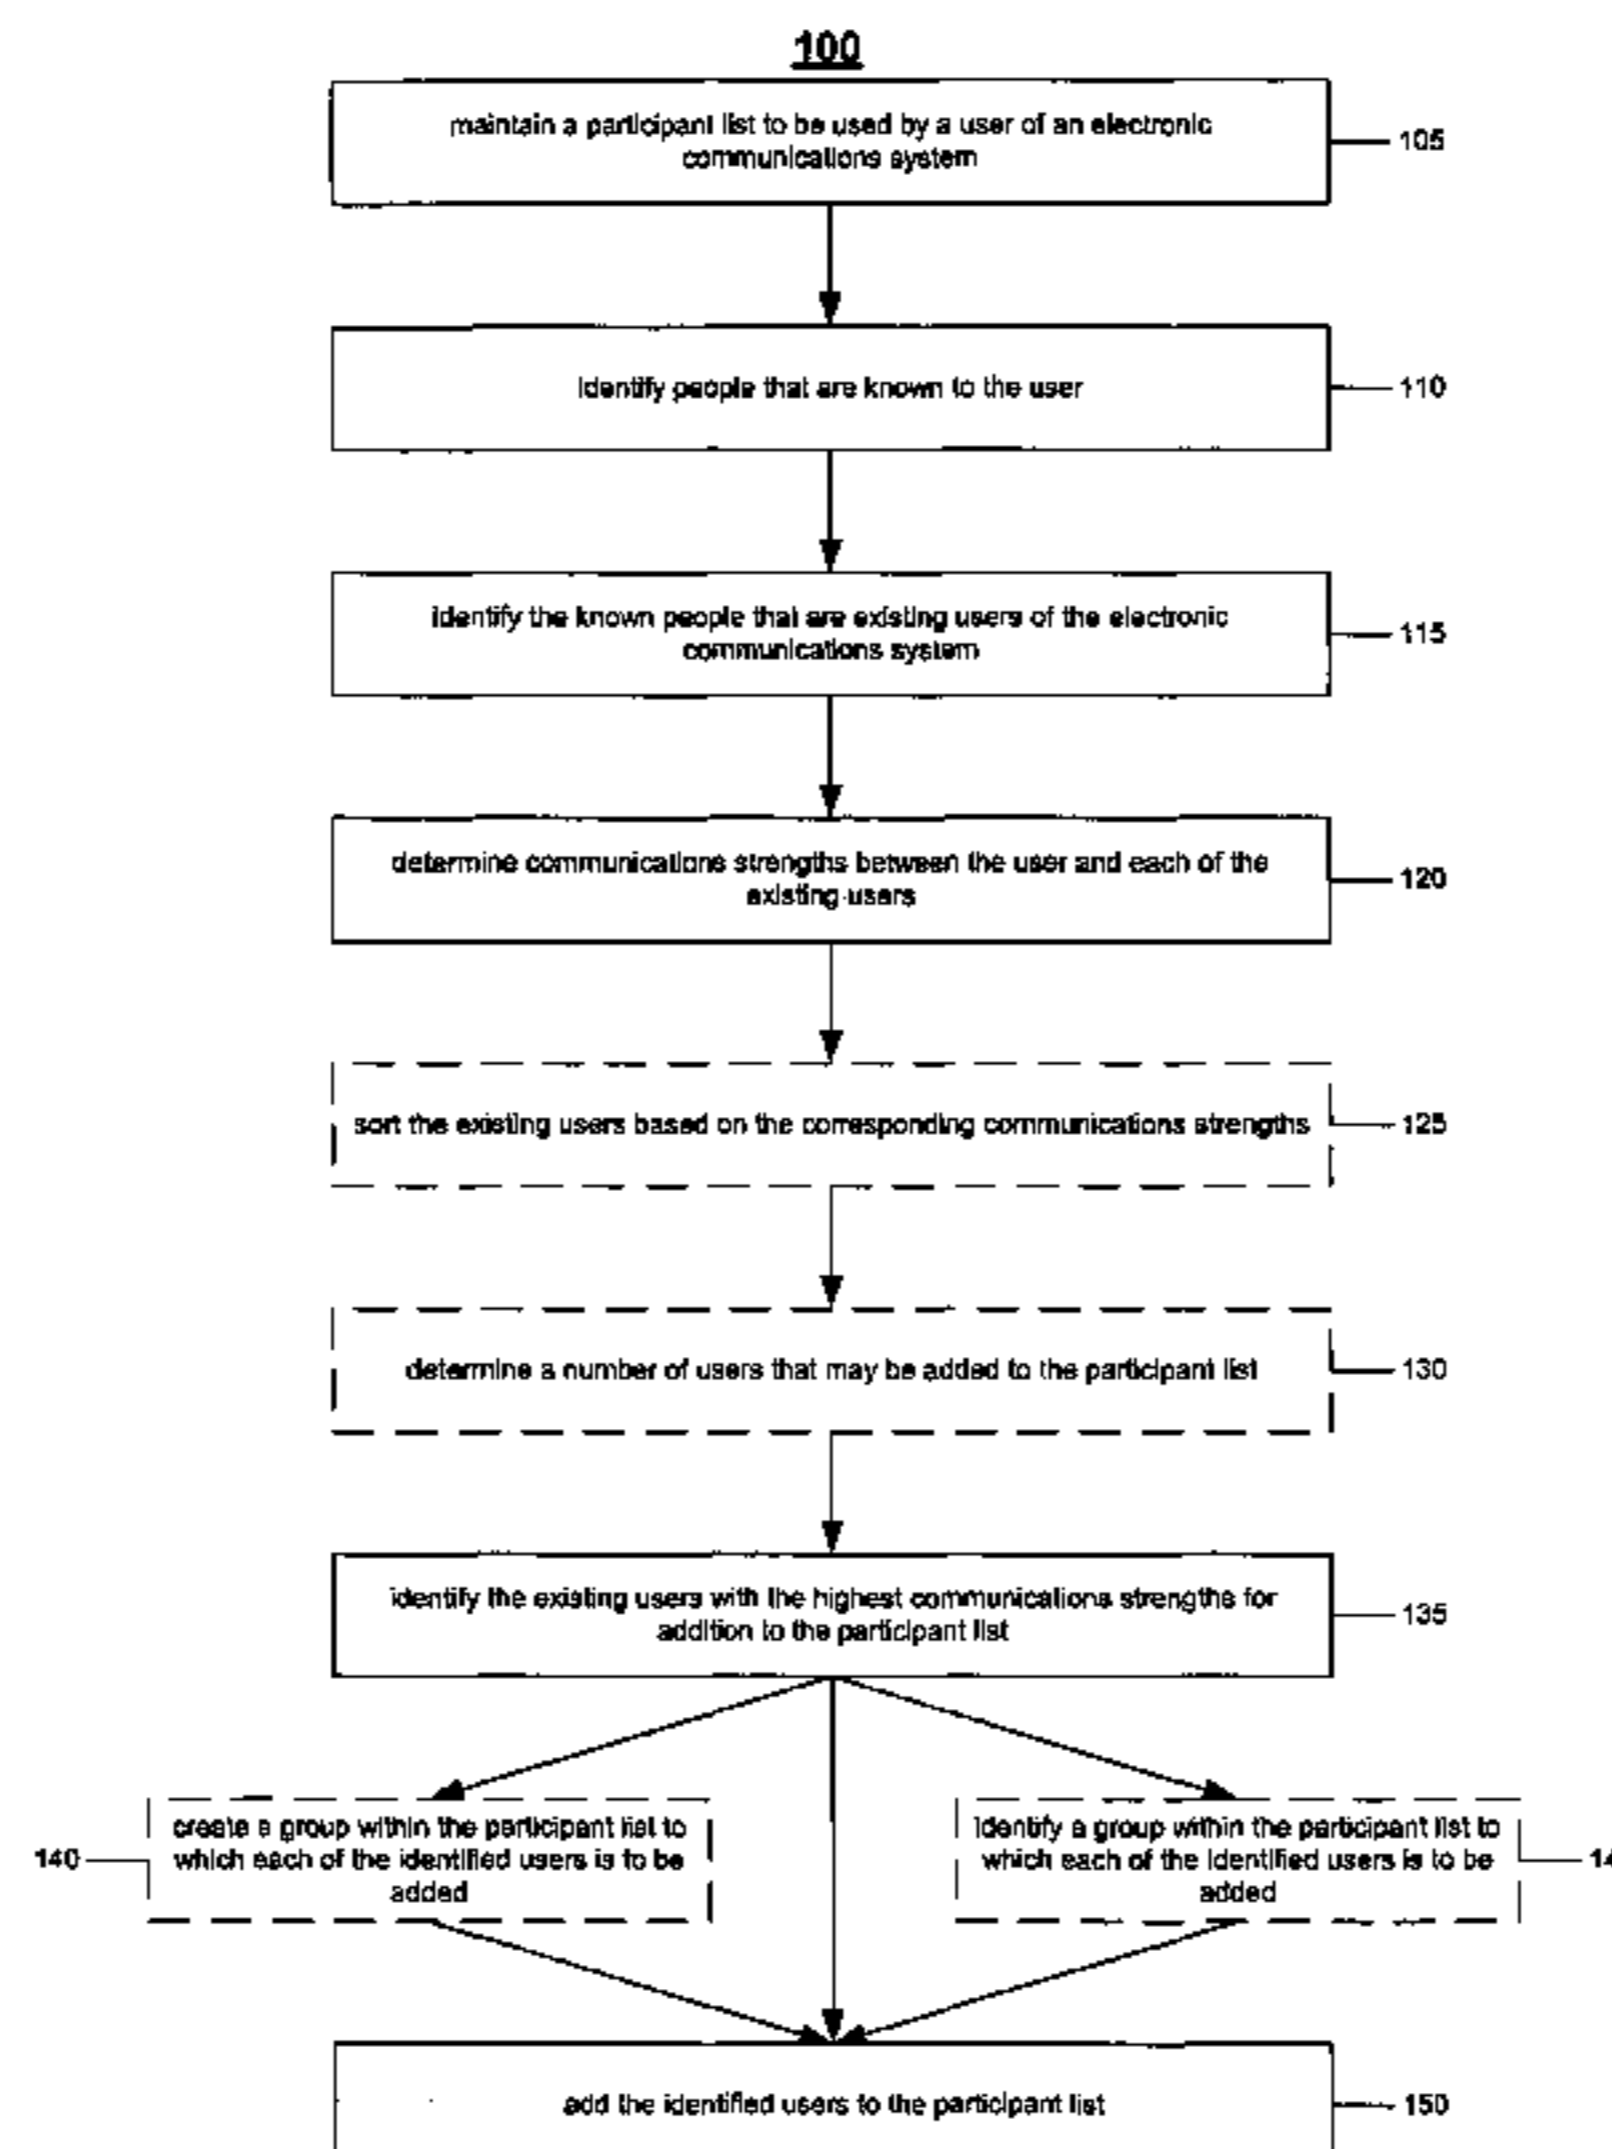 100
maintain a participant list to be used by a user of an electronic
communications system
105
identify people that are known to the user
110
identify the known people that are existing users of the electronic
communications system
115
determine communications strengths between the user and each of the
existing users
120
sort the existing users based on the corresponding communications strengths
125
determine a number of users that may be added to the participant list
130
identify the existing users with the highest communications strengths for
addition to the participant list
135
140
create a group within the participant list to
which each of the identified users is to be
added
identify a group within the participant list to
which each of the identified users is to be
added
add the identified users to the participant list
150